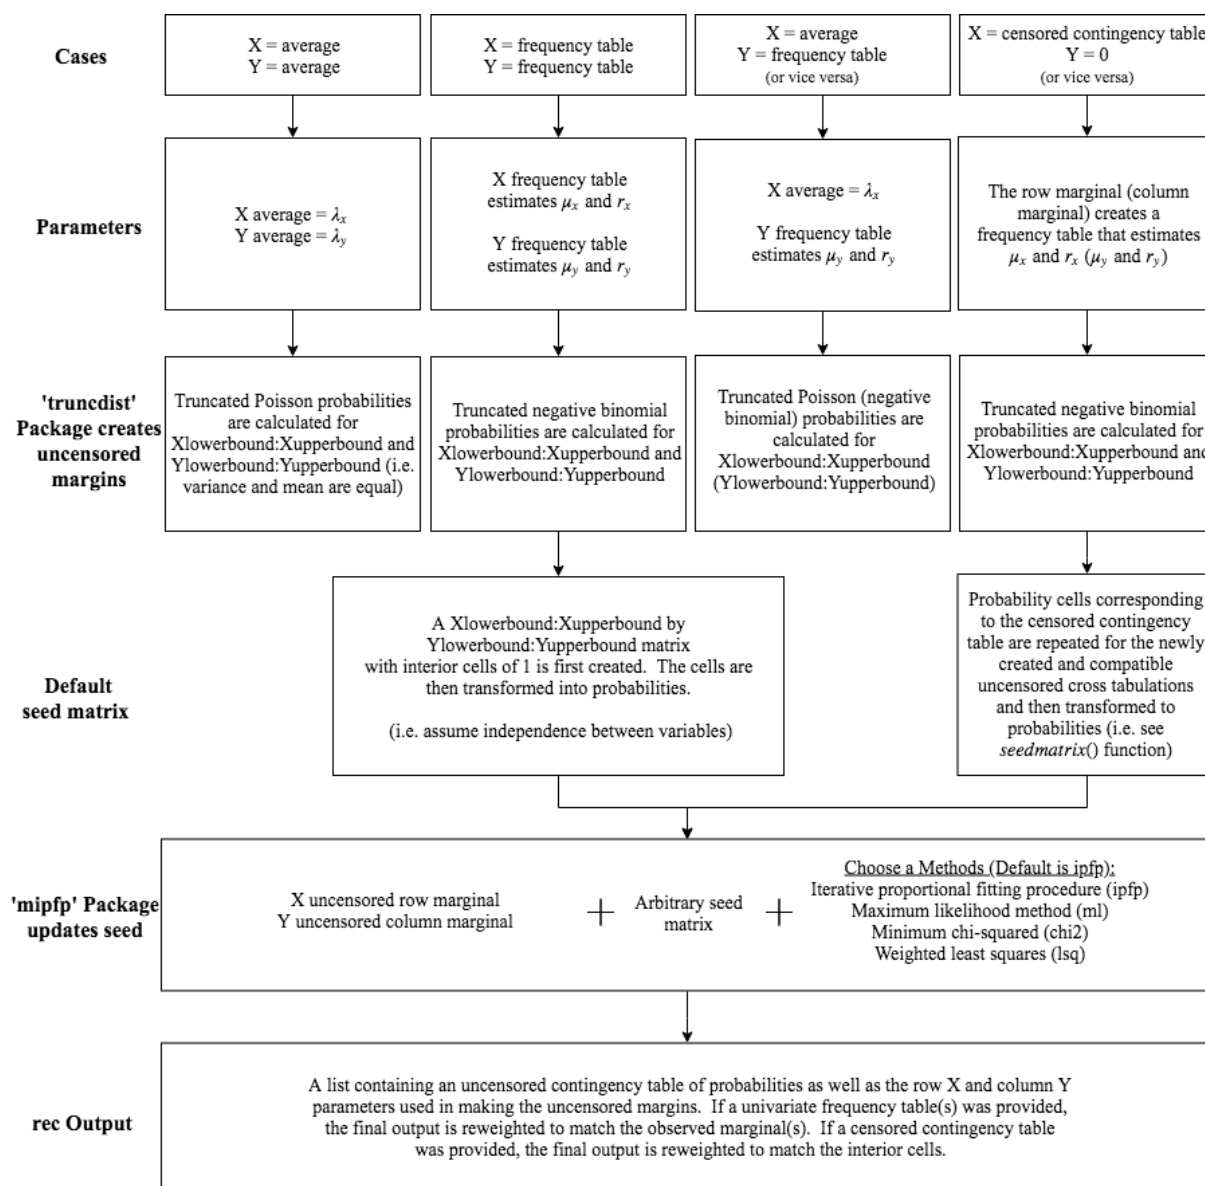 Cases
X = average
Y = average
X = frequency table
Y = frequency table
X = average
Y = frequency table
(or vice versa)
X = censored contingency table
Y = 0
(or vice versa)
Parameters
X average = λx
Y average = λy
X frequency table
estimates μx and rx
Y frequency table
estimates μy and ry
X average = λx
Y frequency table
estimates μy and ry
The row marginal (column
marginal) creates a
frequency table that estimates
μx and rx (μy and ry)
'truncdist'
Package creates
uncensored
margins
Truncated Poisson probabilities
are calculated for
Xlowerbound:Xupperbound and
Ylowerbound:Yupperbound (i.e.
variance and mean are equal)
Truncated negative binomial
probabilities are calculated for
Xlowerbound:Xupperbound and
Ylowerbound:Yupperbound
Truncated Poisson (negative
binomial) probabilities are
calculated for
Xlowerbound:Xupperbound
(Ylowerbound:Yupperbound)
Truncated negative binomial
probabilities are calculated for
Xlowerbound:Xupperbound and
Ylowerbound:Yupperbound
Default
seed matrix
A Xlowerbound:Xupperbound by
Ylowerbound:Yupperbound matrix
with interior cells of 1 is first created. The cells are
then transformed into probabilities.
(i.e. assume independence between variables)
Probability cells corresponding
to the censored contingency
table are repeated for the newly
created and compatible
uncensored cross tabulations
and then transformed to
probabilities (i.e. see
seedmatrix() function)
'mipfp' Package
updates seed
X uncensored row marginal
Y uncensored column marginal
+
Arbitrary seed
matrix
+
Choose a Methods (Default is ipfp):
Iterative proportional fitting procedure (ipfp)
Maximum likelihood method (ml)
Minimum chi-squared (chi2)
Weighted least squares (lsq)
rec Output
A list containing an uncensored contingency table of probabilities as well as the row X and column Y
parameters used in making the uncensored margins. If a univariate frequency table(s) was provided,
the final output is reweighted to match the observed marginal(s). If a censored contingency table
was provided, the final output is reweighted to match the interior cells.